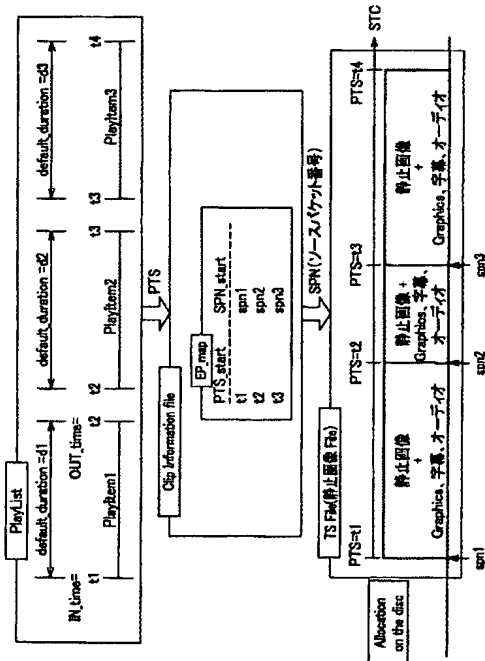 PlayList
default_duration =d1
default_duration =d2
default_duration =d3
IN_time=
OUT_time=
t1
t2
t2
t3
t3
t4
PlayItem1
PlayItem2
PlayItem3
PTS
Clip Information file
EP_map
PTS_start
SPN_start
t1
spn1
t2
spn2
t3
spn3
SPN(ソースパケット番号)
TS File(静止画像 File)
STC
PTS=t1
PTS=t2
PTS=t3
PTS=t4
静止画像
+
Graphics、字幕、オーディオ
静止画像+
Graphics、字幕、
オーディオ
静止画像
+
Graphics、字幕、オーディオ
Allocation
on the disc
spn1
spn2
spn3